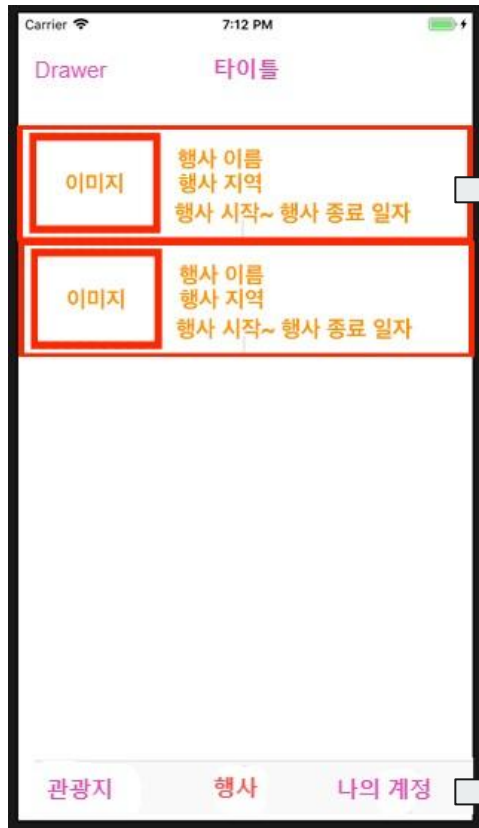 Carrier 7:12 PM
Drawer 타이틀
이미지
행사 이름
행사 지역
행사 시작~ 행사 종료 일자
이미지
행사 이름
행사 지역
행사 시작~ 행사 종료 일자
관광지 행사 나의 계정